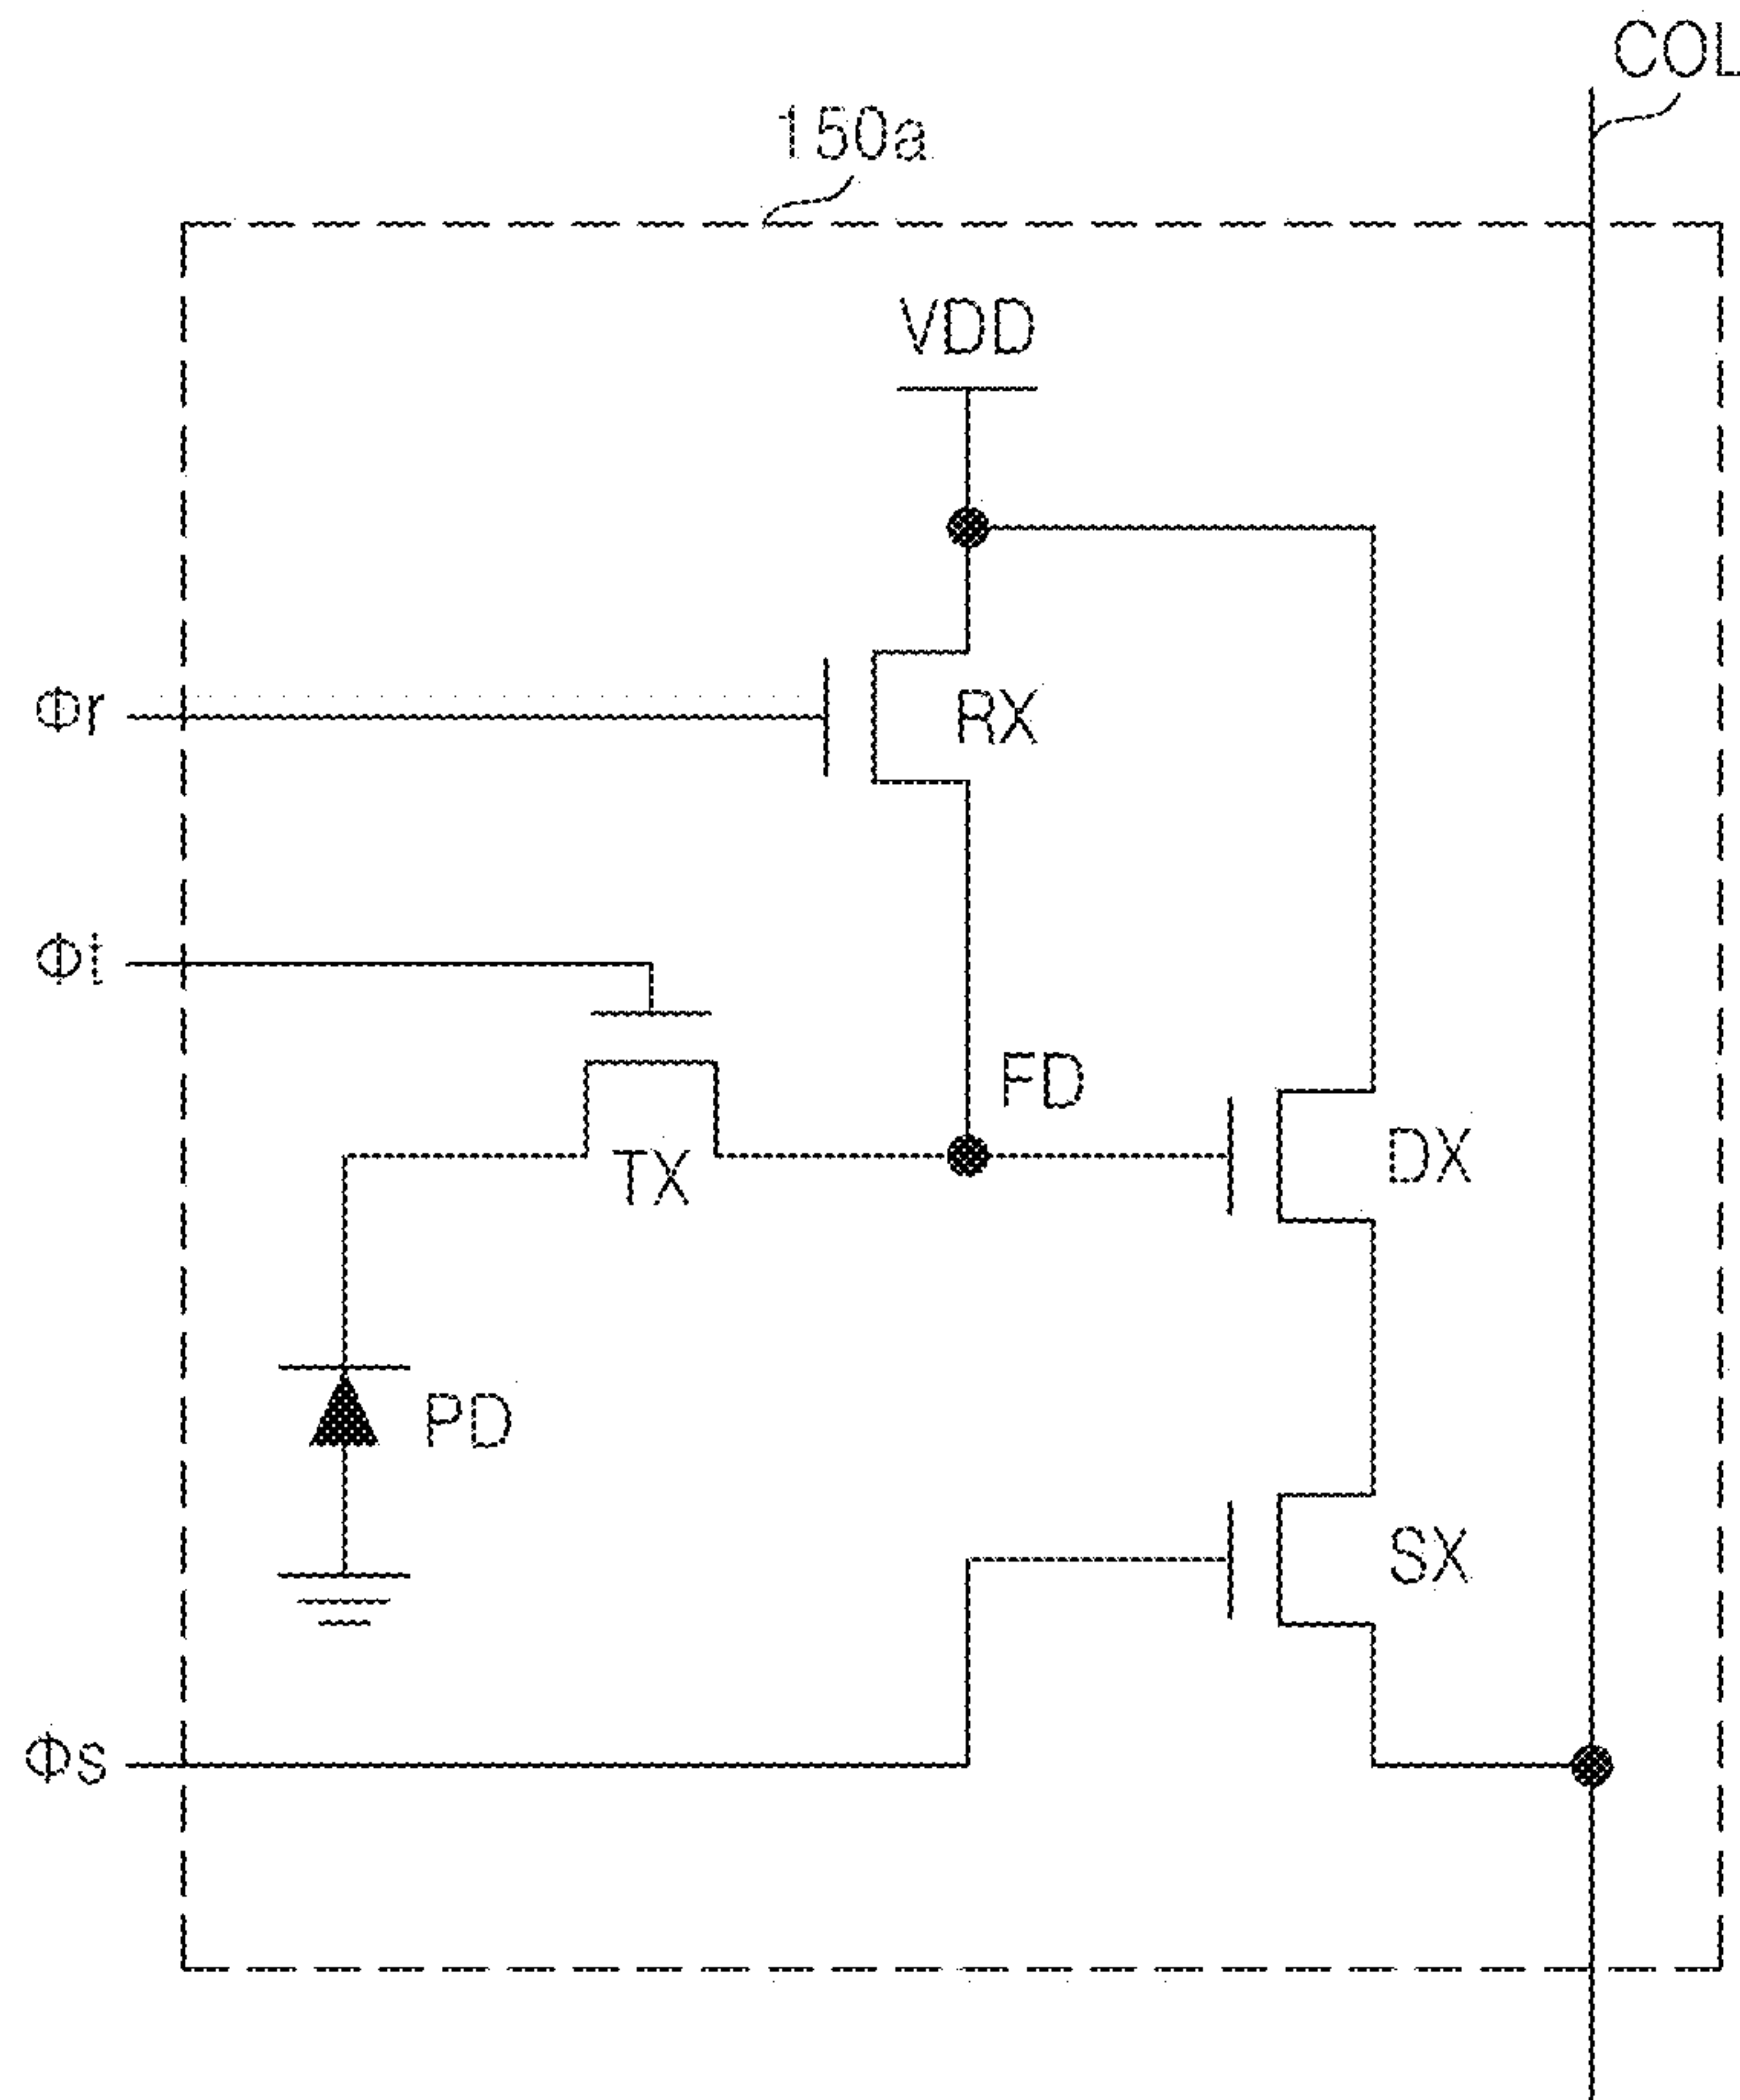 COL
150a
VDD
Φr
RX
Φt
FD
TX
DX
PD
SX
Φs